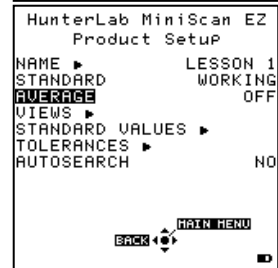 HunterLab MiniScan EZ
Product Setup
NAME ▶ LESSON 1
STANDARD WORKING
AVERAGE OFF
VIEWS ▶
STANDARD VALUES ▶
TOLERANCES ▶
AUTOSEARCH NO
MAIN MENU
BACK